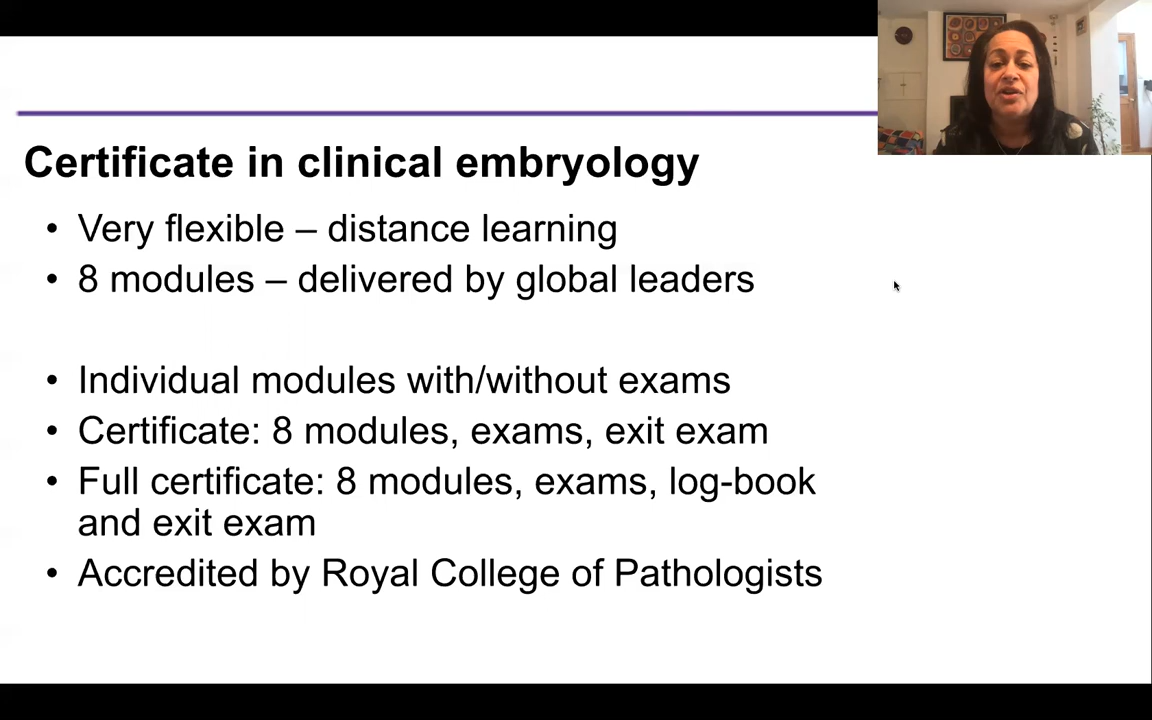 Certificate in clinical embryology
• Very flexible – distance learning
• 8 modules – delivered by global leaders
• Individual modules with/without exams
• Certificate: 8 modules, exams, exit exam
• Full certificate: 8 modules, exams, log-book
and exit exam
• Accredited by Royal College of Pathologists